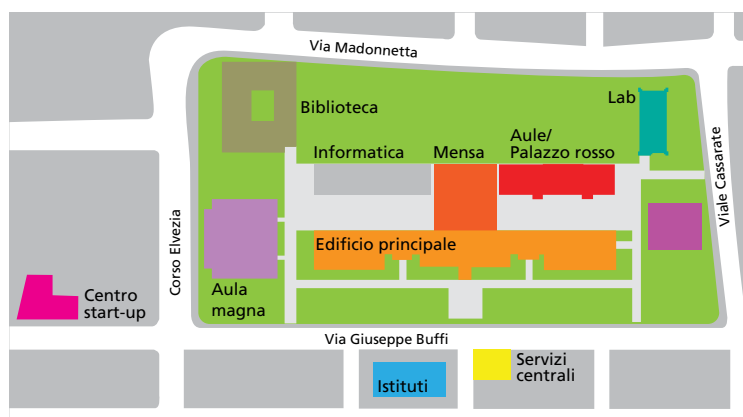 Via Madonnetta
Biblioteca
Lab
Informatica
Mensa
Aule/
Palazzo rosso
Viale Cassarate
Corso Elvezia
Edificio principale
Aula
magna
Centro
start-up
Via Giuseppe Buffi
Istituti
Servizi
centrali